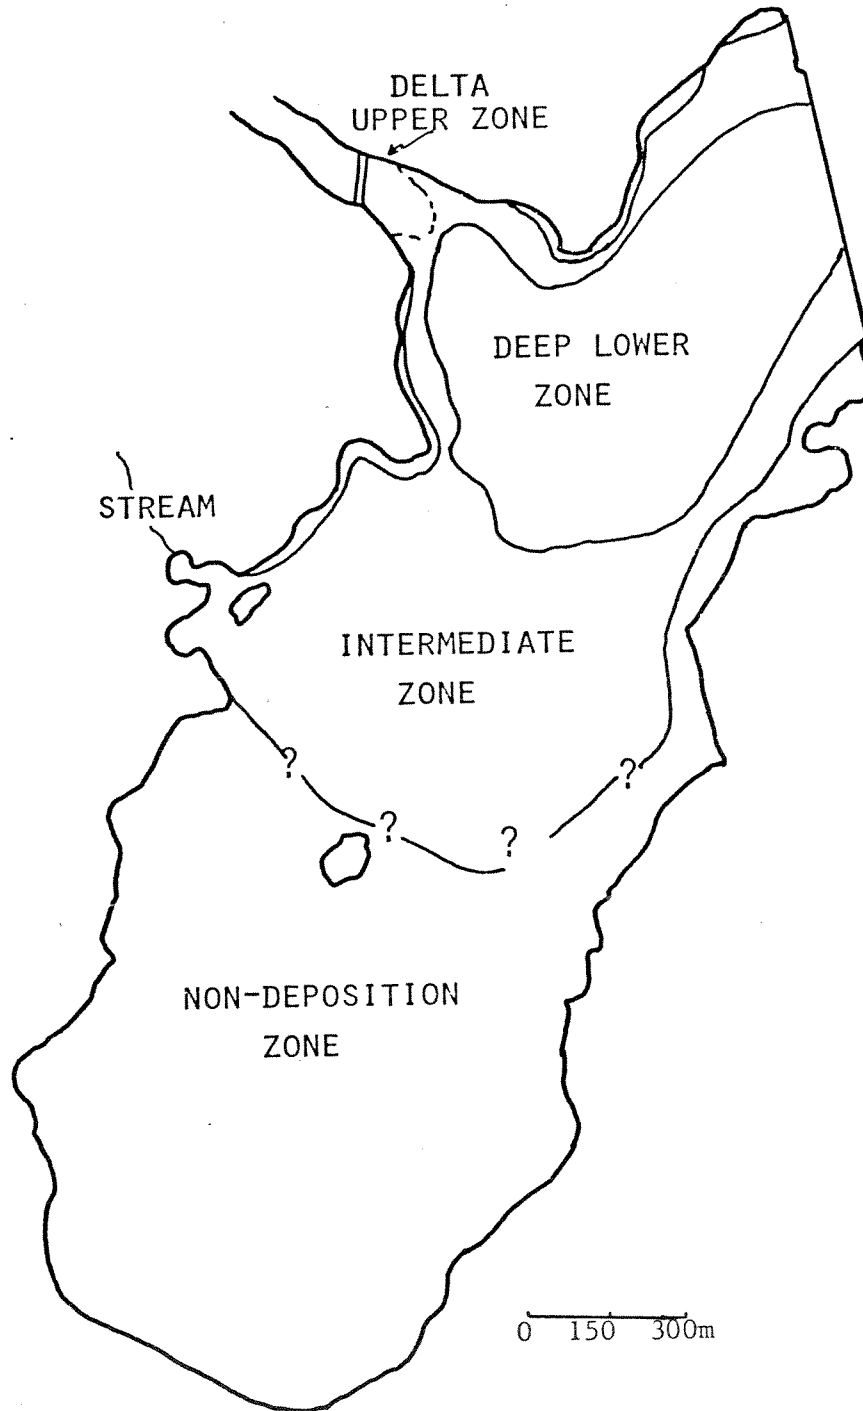 DELTA
UPPER ZONE
DEEP LOWER
ZONE
STREAM
INTERMEDIATE
ZONE
?
?
?
?
NON-DEPOSITION
ZONE
0 150 300m